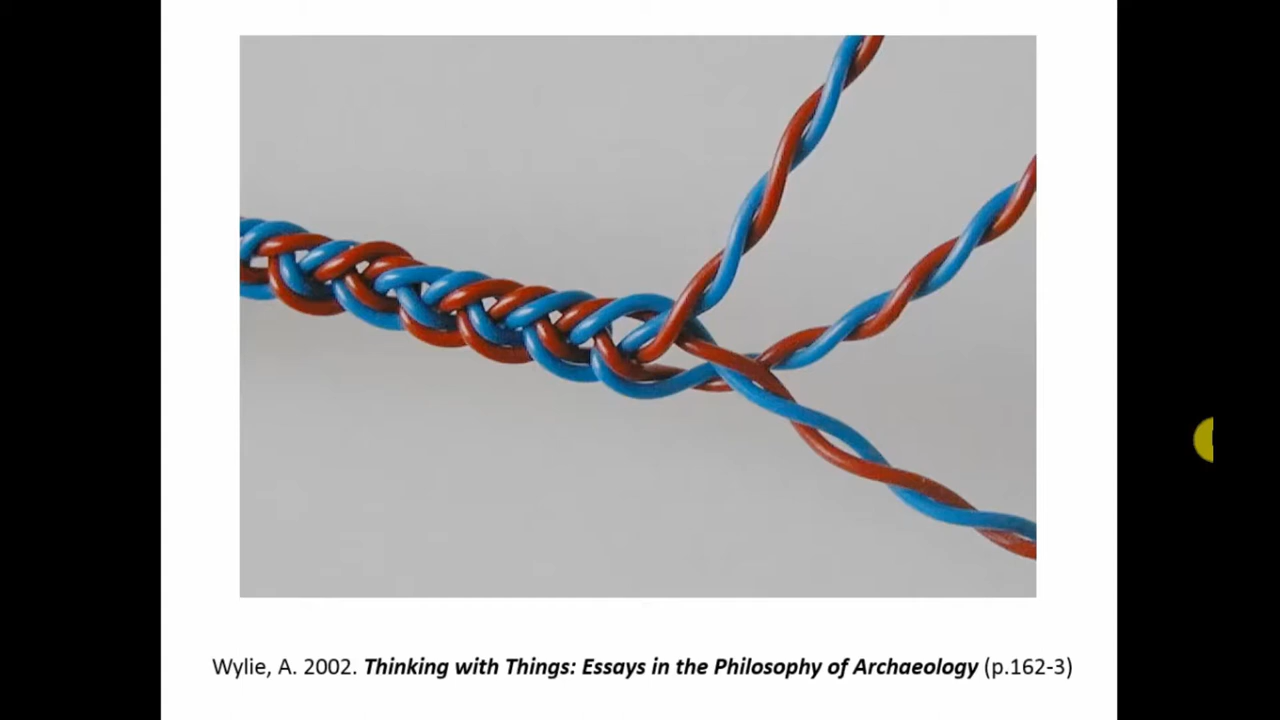 Wylie, A. 2002. Thinking with Things: Essays in the Philosophy of Archaeology (p.162-3)